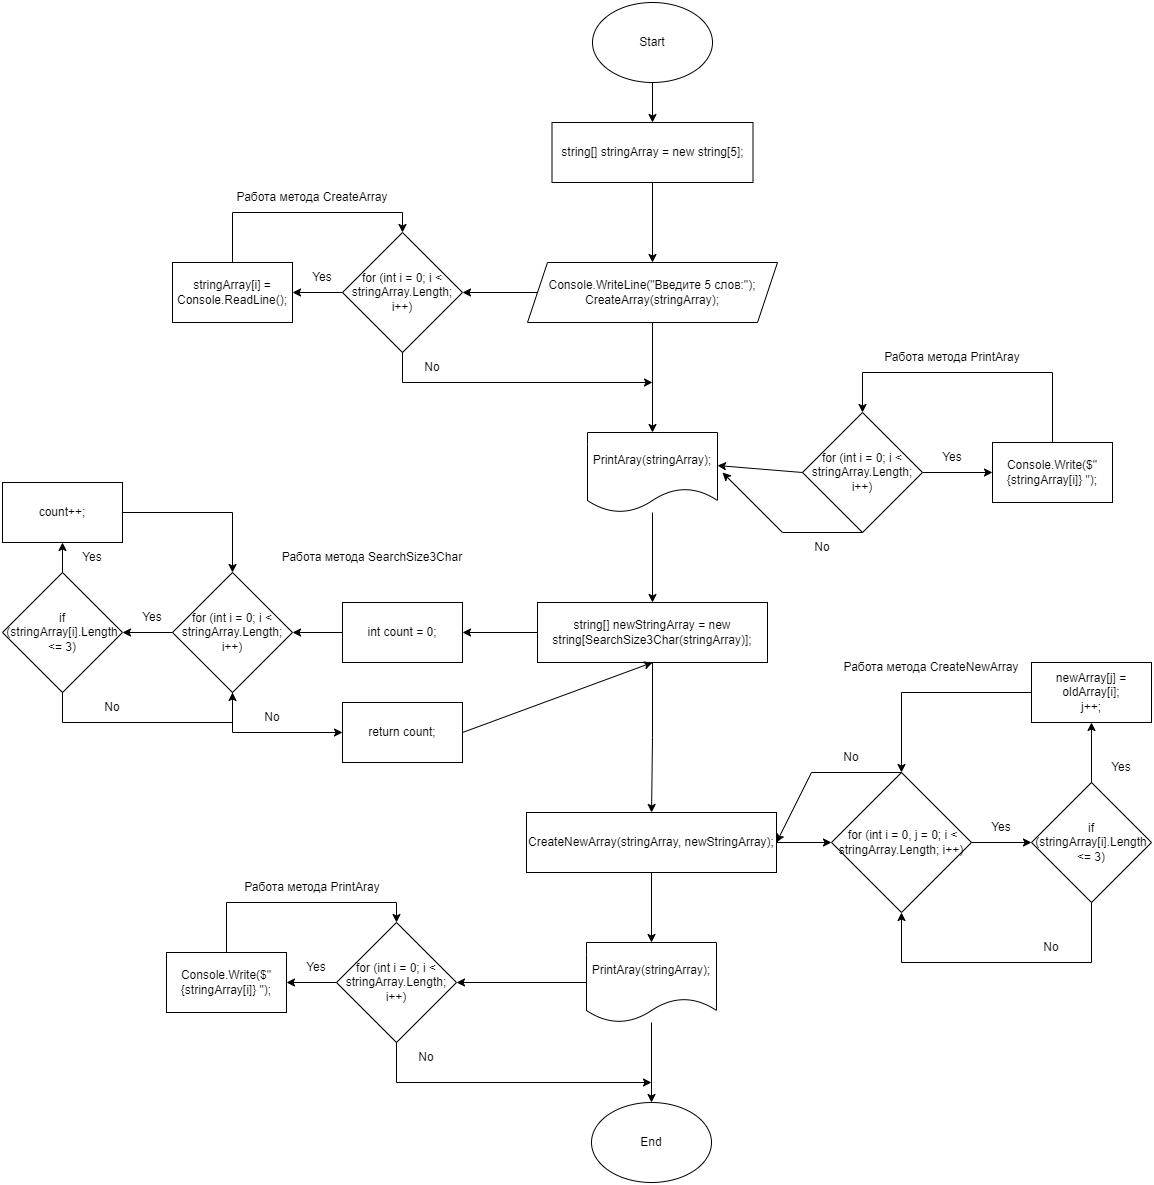 Start
string[] stringArray = new string[5];
Работа метода CreateArray
stringArray[i] =
Console.ReadLine();
Yes
for (int i = 0; i <
stringArray.Length;
i++)
Console.WriteLine("Введите 5 слов:");
CreateArray(stringArray);
No
Работа метода PrintAray
PrintAray(stringArray);
for (int i = 0; i <
stringArray.Length;
i++)
Yes
Console.Write($"
{stringArray[i]} ");
No
count++;
Yes
Работа метода SearchSize3Char
if
(stringArray[i].Length
<= 3)
Yes
for (int i = 0; i <
stringArray.Length;
i++)
int count = 0;
string[] newStringArray = new
string[SearchSize3Char(stringArray)];
No
No
return count;
Работа метода CreateNewArray
newArray[j] =
oldArray[i];
j++;
No
Yes
CreateNewArray(stringArray, newStringArray);
for (int i = 0, j = 0; i <
stringArray.Length; i++)
Yes
if
(stringArray[i].Length
<= 3)
No
Работа метода PrintAray
Console.Write($"
{stringArray[i]} ");
Yes
for (int i = 0; i <
stringArray.Length;
i++)
PrintAray(stringArray);
No
End